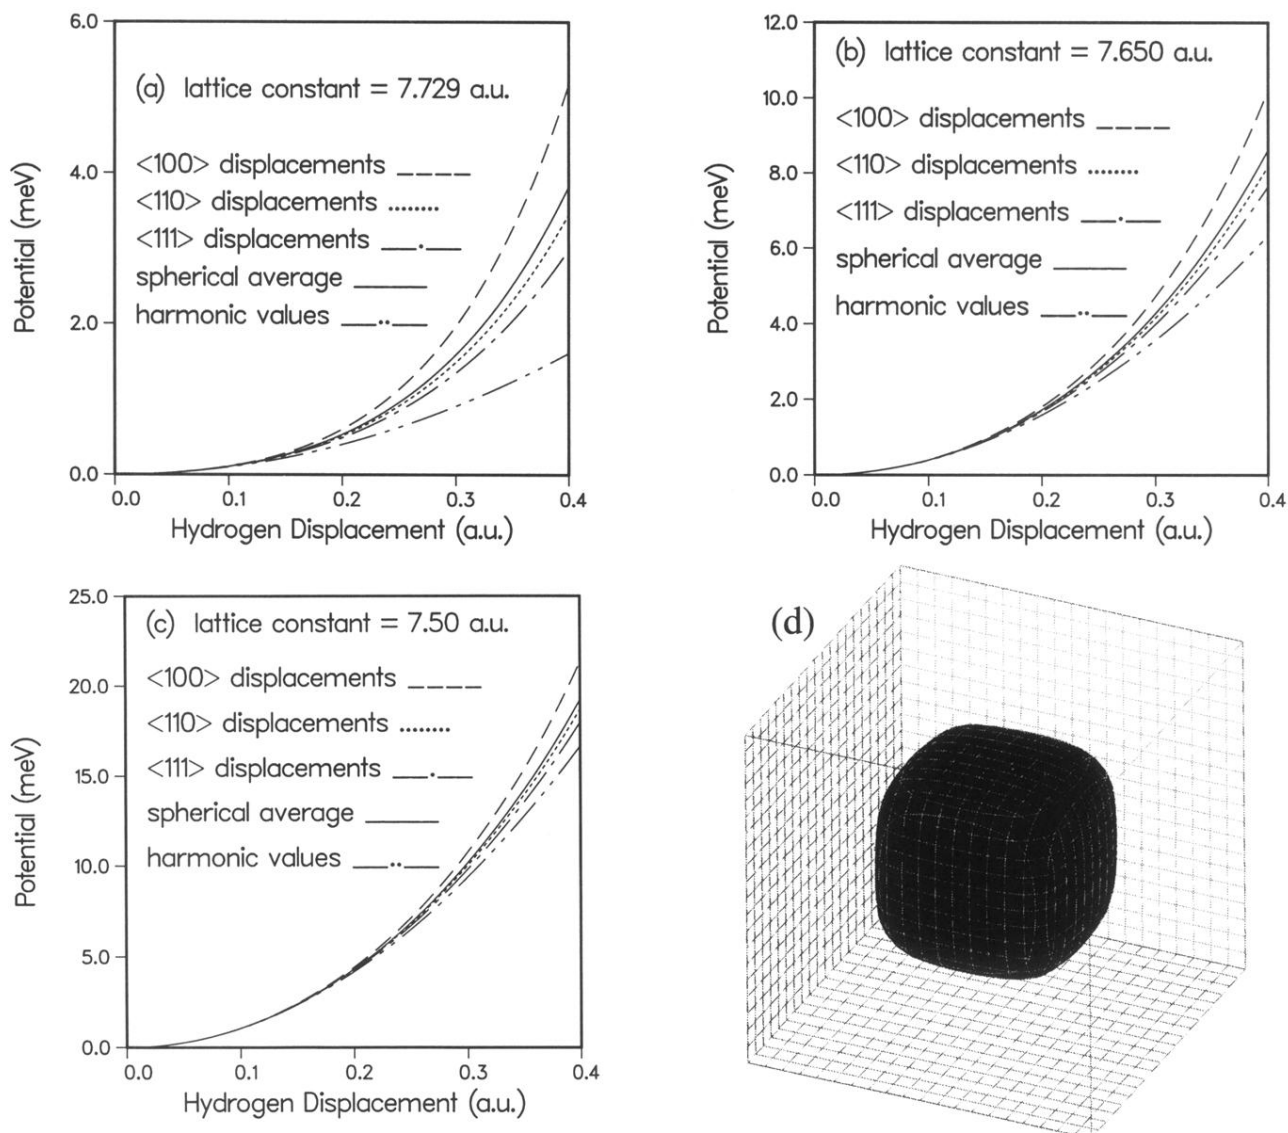 6.0
4.0
2.0
0.0
Potential (meV)
(a) lattice constant = 7.729 a.u.
<100> displacements
<110> displacements
<111> displacements
spherical average
harmonic values
0.0 0.1 0.2 0.3 0.4
Hydrogen Displacement (a.u.)
12.0
10.0
8.0
6.0
4.0
2.0
0.0
Potential (meV)
(b) lattice constant = 7.650 a.u.
<100> displacements
<110> displacements
<111> displacements
spherical average
harmonic values
0.0 0.1 0.2 0.3 0.4
Hydrogen Displacement (a.u.)
25.0
20.0
15.0
10.0
5.0
0.0
Potential (meV)
(c) lattice constant = 7.50 a.u.
<100> displacements
<110> displacements
<111> displacements
spherical average
harmonic values
0.0 0.1 0.2 0.3 0.4
Hydrogen Displacement (a.u.)
(d)